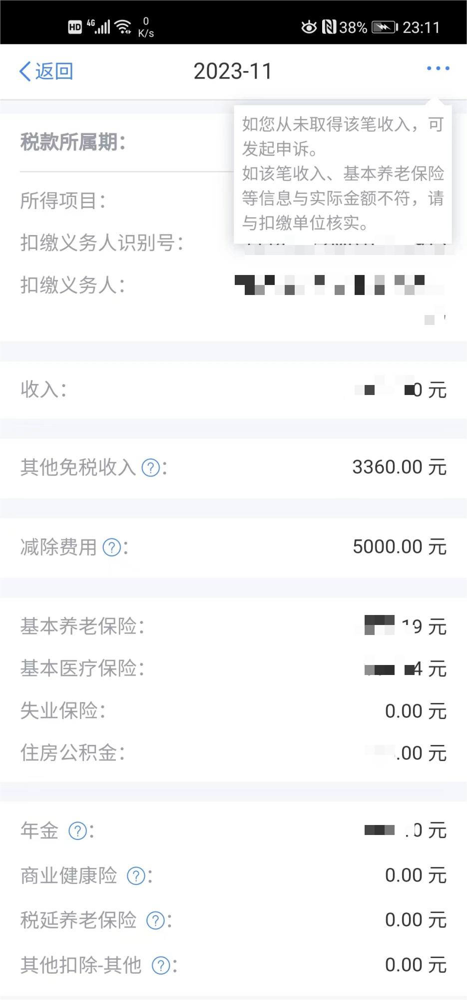 HD 4G 0 K/s 38% 23:11
返回 2023-11
如您从未取得该笔收入，可
发起申诉。
如该笔收入、基本养老保险
等信息与实际金额不符，请
与扣缴单位核实。
税款所属期：
所得项目：
扣缴义务人识别号：
扣缴义务人：
收入： 0 元
其他免税收入 ?： 3360.00 元
减除费用 ?： 5000.00 元
基本养老保险： 19 元
基本医疗保险： 4 元
失业保险： 0.00 元
住房公积金： .00 元
年金 ?： .0 元
商业健康险 ?： 0.00 元
税延养老保险 ?： 0.00 元
其他扣除-其他 ?： 0.00 元